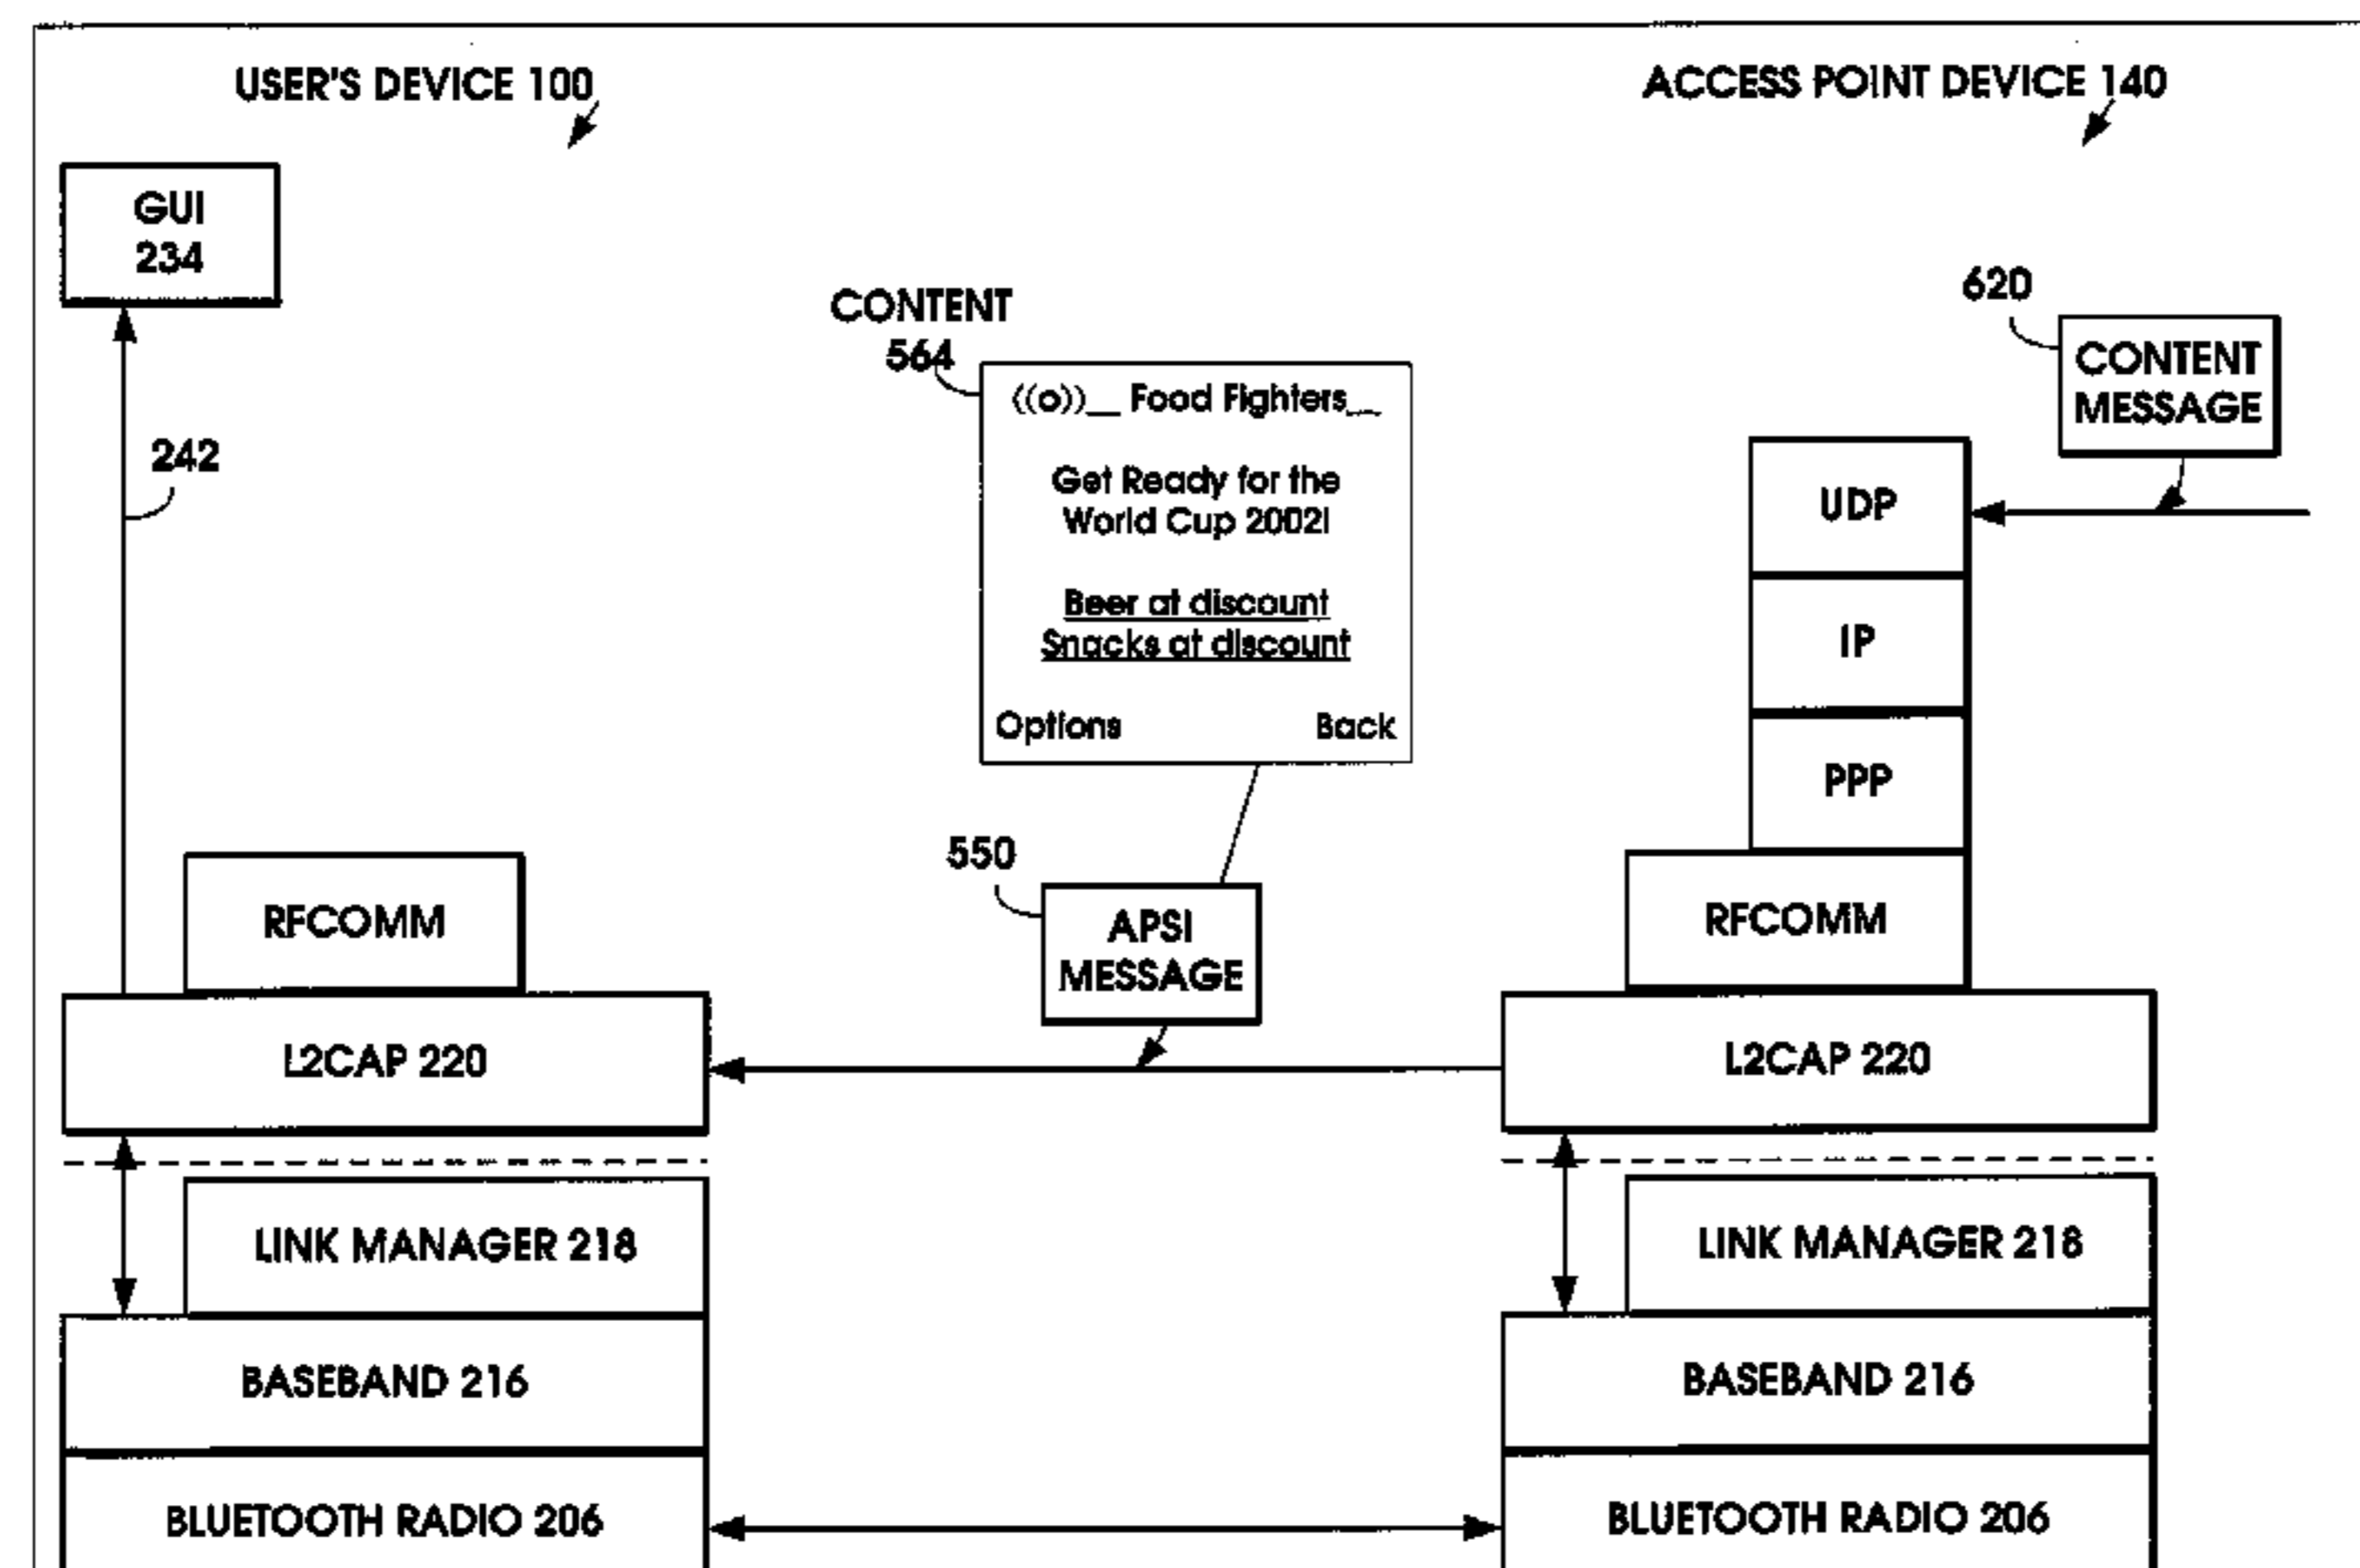 USER'S DEVICE 100
ACCESS POINT DEVICE 140
GUI
234
242
CONTENT
564
((o))__ Food Fighters__
Get Ready for the
World Cup 2002!
Beer at discount
Snacks at discount
Options Back
620
CONTENT
MESSAGE
UDP
IP
PPP
RFCOMM
550
APSI
MESSAGE
RFCOMM
L2CAP 220
L2CAP 220
LINK MANAGER 218
LINK MANAGER 218
BASEBAND 216
BASEBAND 216
BLUETOOTH RADIO 206
BLUETOOTH RADIO 206